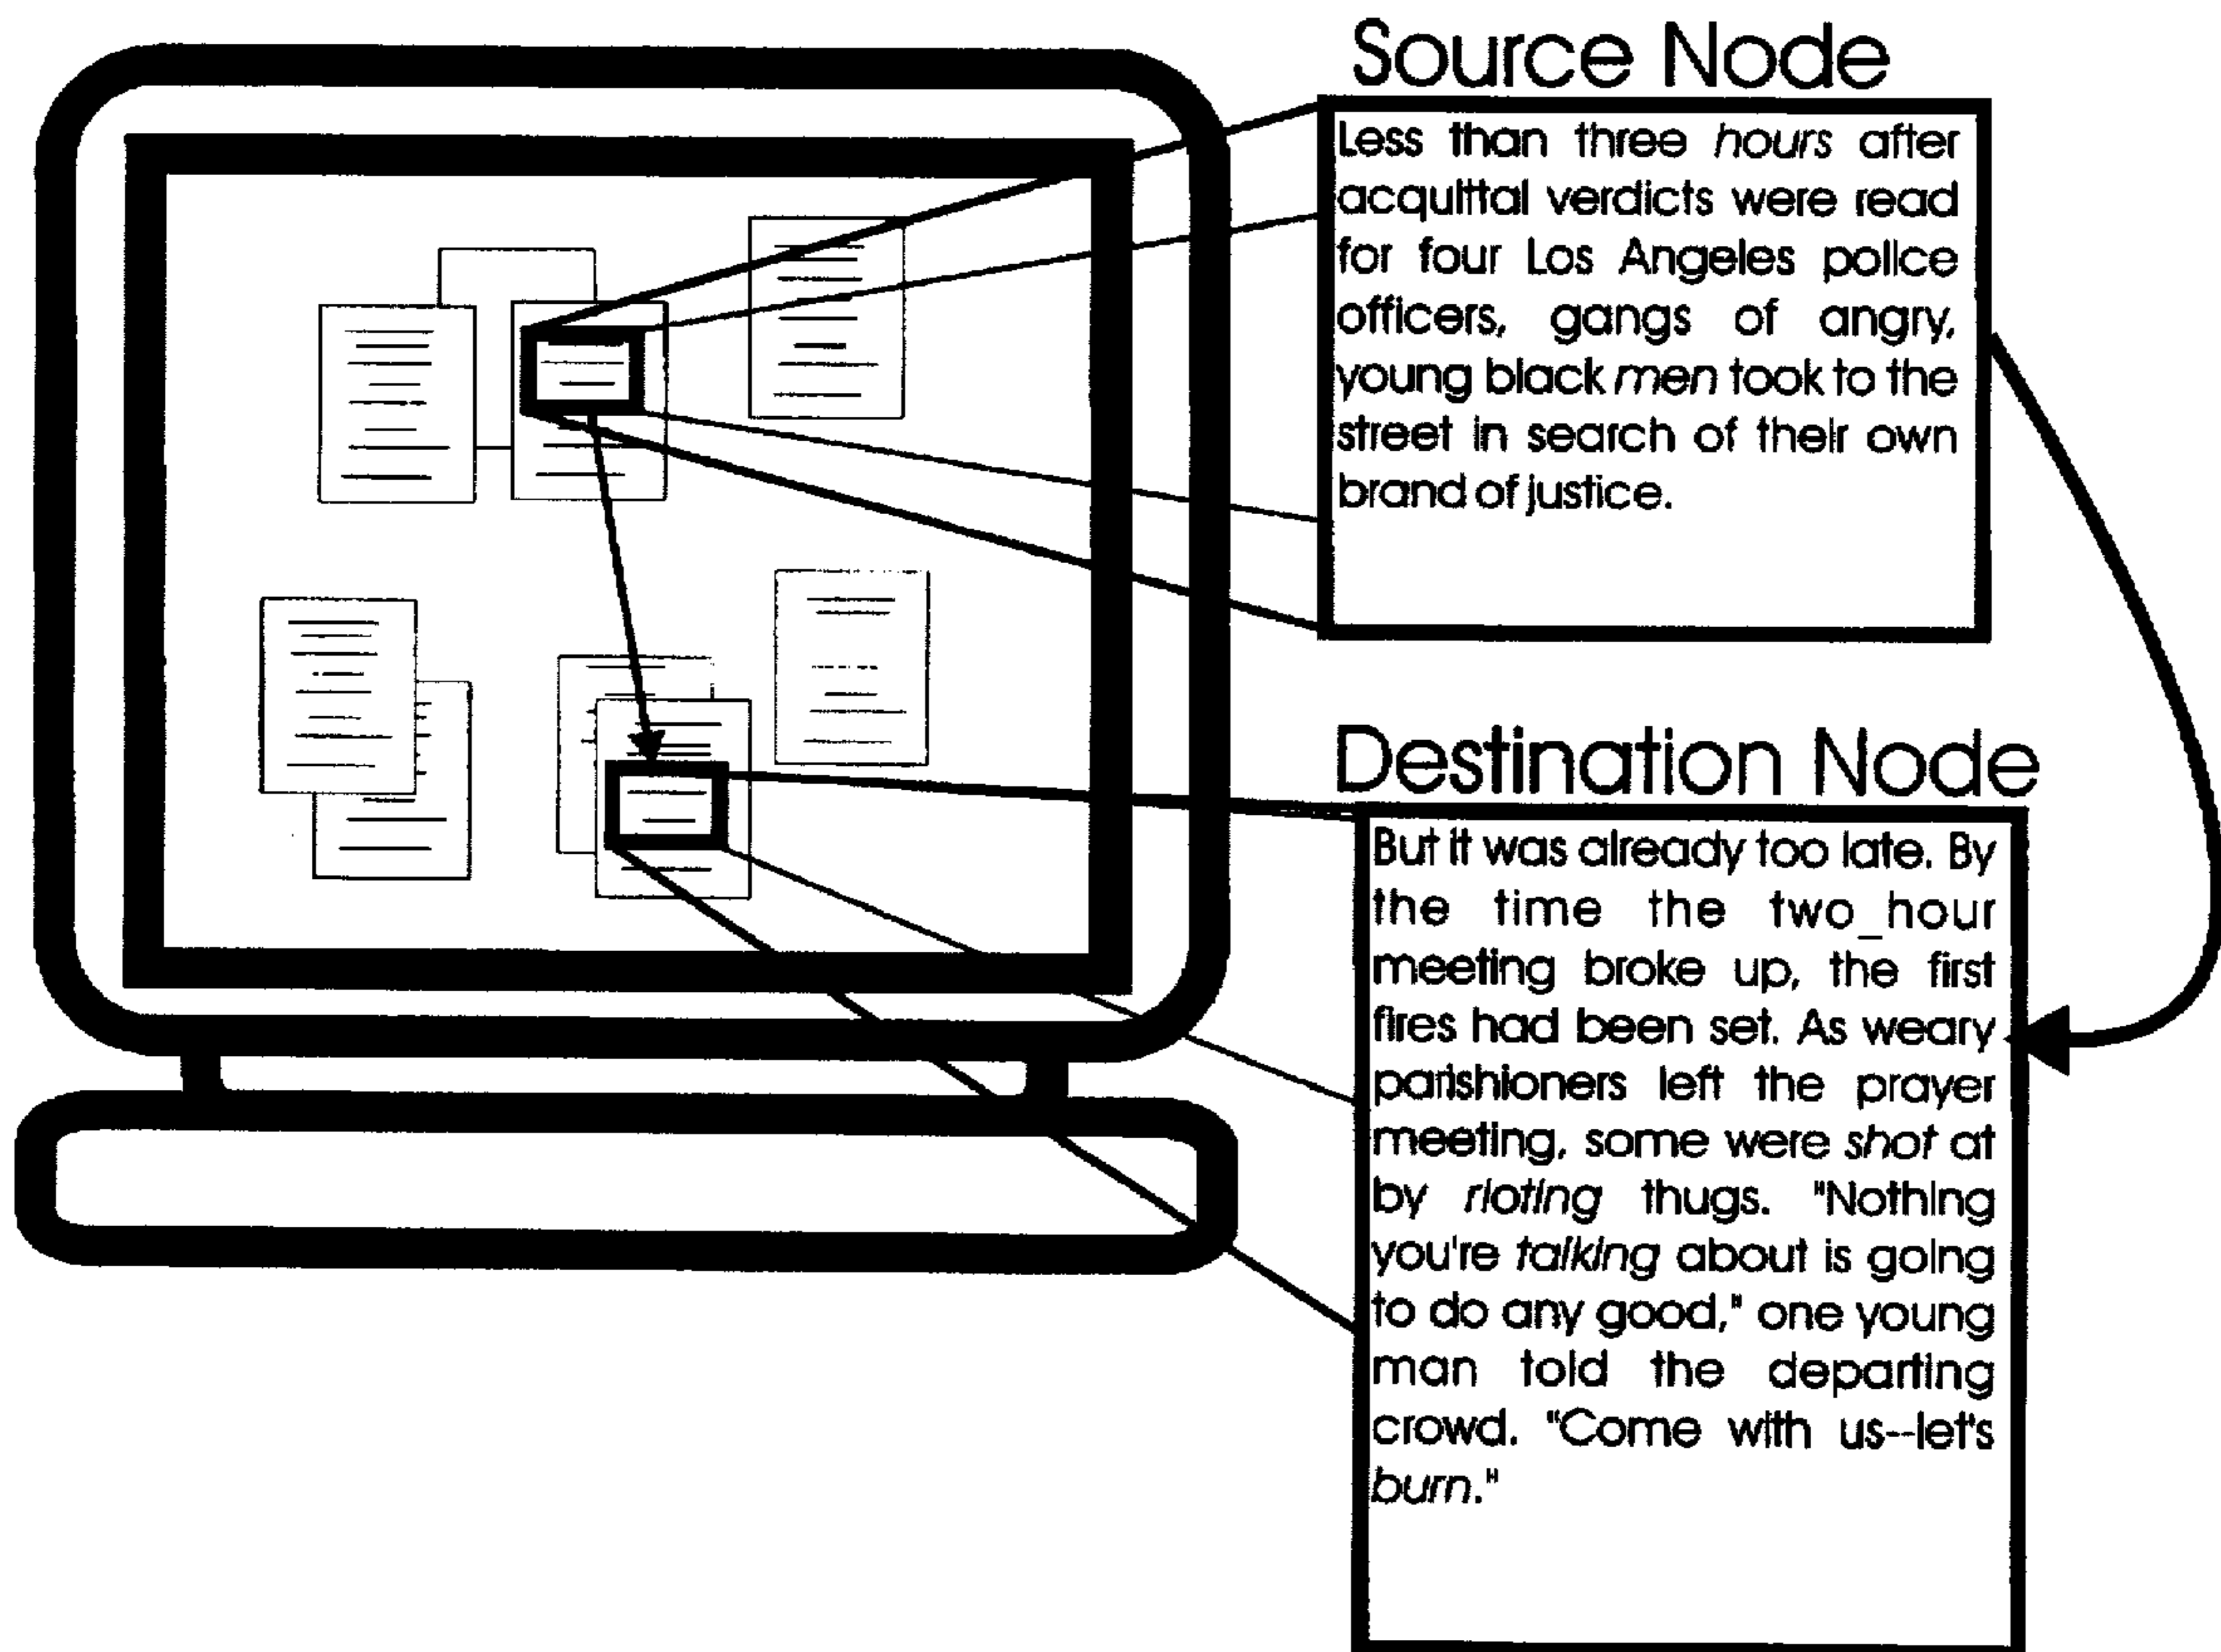 Source Node
Less than three hours after
acquittal verdicts were read
for four Los Angeles police
officers, gangs of angry,
young black men took to the
street in search of their own
brand of justice.
Destination Node
But it was already too late. By
the time the two_hour
meeting broke up, the first
fires had been set. As weary
parishioners left the prayer
meeting, some were shot at
by rioting thugs. "Nothing
you're talking about is going
to do any good," one young
man told the departing
crowd. "Come with us--let's
burn."